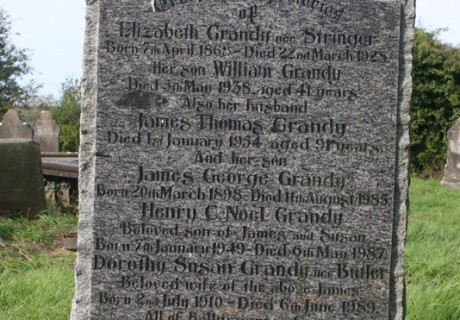 of
Elizabeth Grandy nee Stringer
Born 7th April 1865 - Died 22nd March 1928
Her son William Grandy
Died 5th May 1938, aged 41 years
Also her husband
James Thomas Grandy
Died 1st January 1954 aged 91 years.
And her son
James George Grandy
Born 20th March 1898 - Died 11th August 1985
Henry C. Noel Grandy
Beloved son of James and Susan
Born 7th January 1949 - Died 6th May 1987
Dorothy Susan Grandy nee Butler
Beloved wife of the above James
Born 2nd July 1910 - Died 6th June 1989.
All of